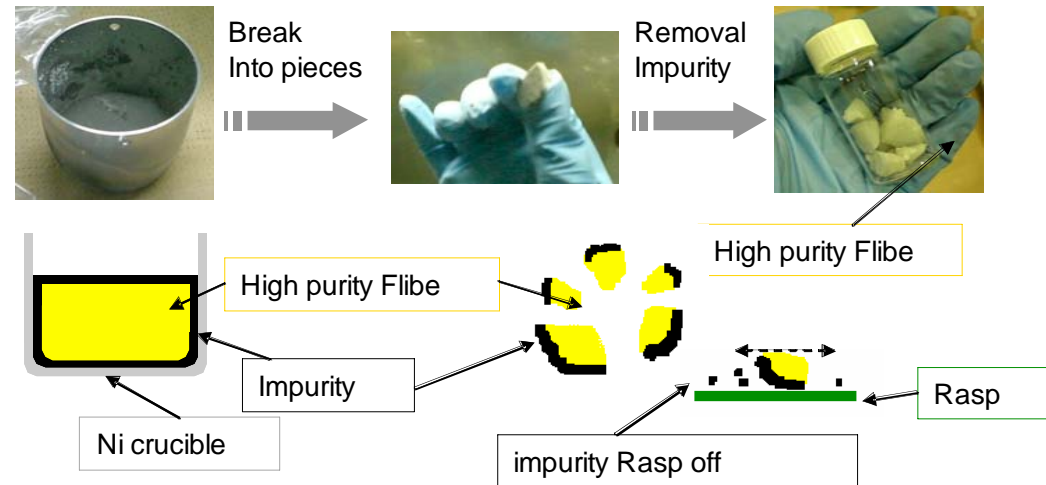 Break
Into pieces
Removal
Impurity
High purity Flibe
High purity Flibe
Impurity
Rasp
Ni crucible
impurity Rasp off